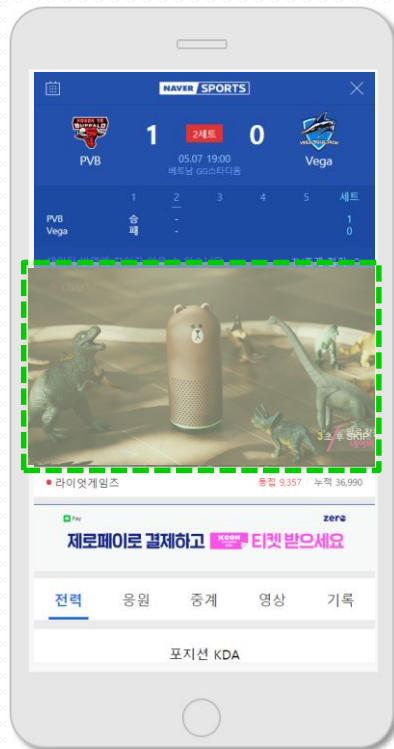 NAVER SPORTS
PVB
1
2세트
0
Vega
05.07 19:00
베트남 GG스타디움
1 2 3 4 5 세트
PVB 승 - 1
Vega 패 - 0
3초 후 SKIP
라이엇게임즈
동접 9,357 누적 36,990
Pay
zero
제로페이로 결제하고 티켓 받으세요
전력 응원 중계 영상 기록
포지션 KDA